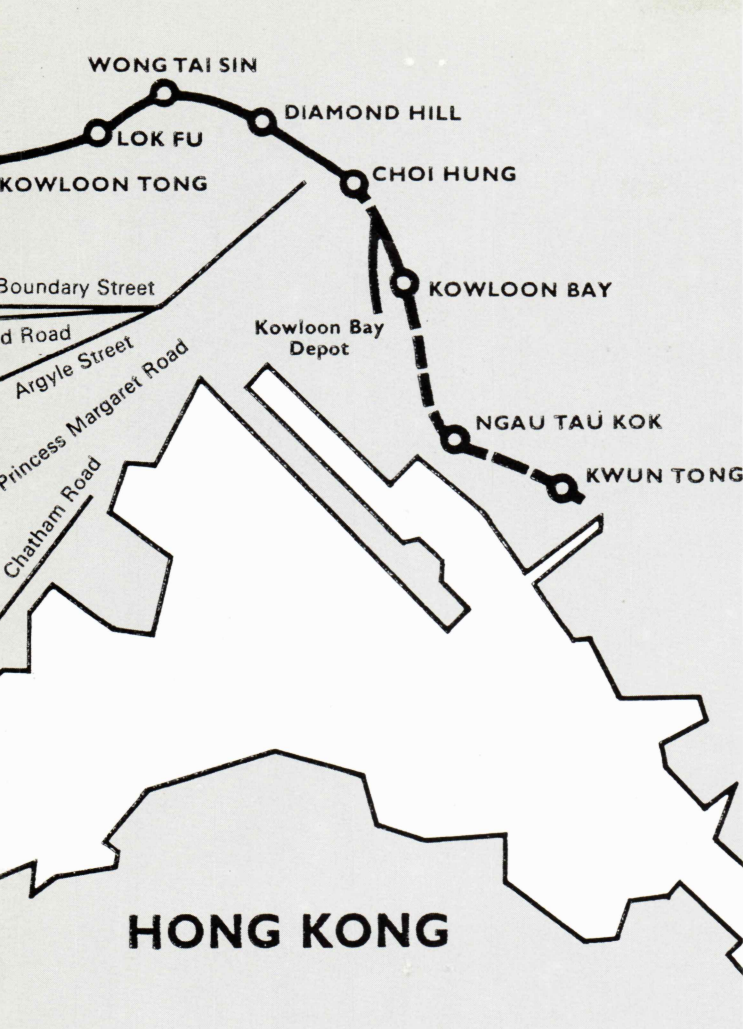 WONG TAI SIN
DIAMOND HILL
LOK FU
CHOI HUNG
KOWLOON TONG
Boundary Street
KOWLOON BAY
d Road
Kowloon Bay
Depot
Argyle Street
Princess Margaret Road
NGAU TAU KOK
Chatham Road
KWUN TONG
HONG KONG